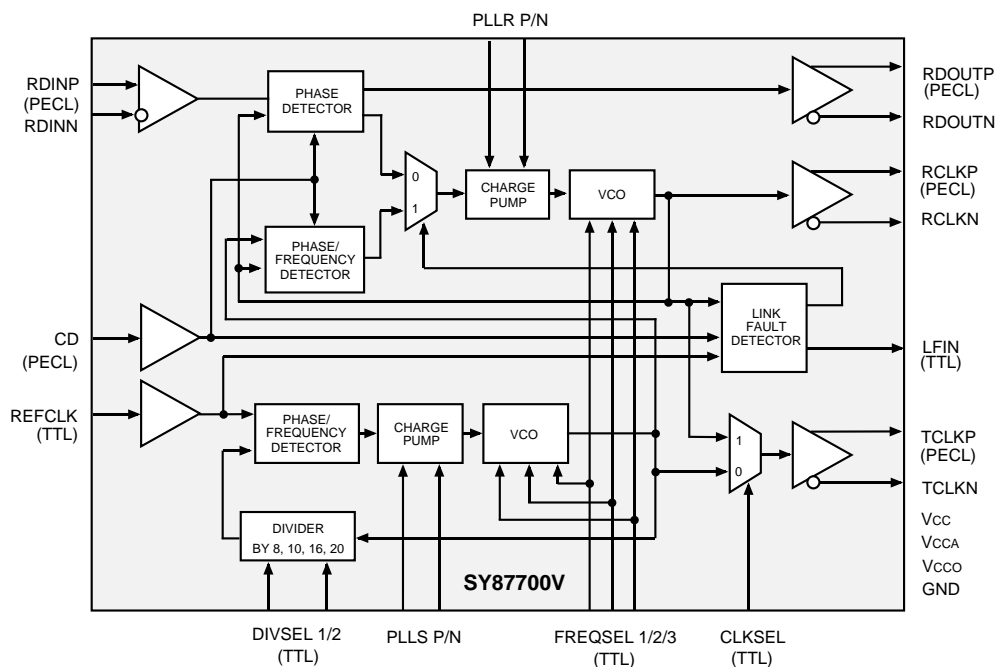 PLLR P/N
RDINP
(PECL)
RDINN
PHASE
DETECTOR
RDOUTP
(PECL)
RDOUTN
0
1
CHARGE
PUMP
VCO
RCLKP
(PECL)
RCLKN
PHASE/
FREQUENCY
DETECTOR
CD
(PECL)
LINK
FAULT
DETECTOR
LFIN
(TTL)
REFCLK
(TTL)
PHASE/
FREQUENCY
DETECTOR
CHARGE
PUMP
VCO
1
0
TCLKP
(PECL)
TCLKN
DIVIDER
BY 8, 10, 16, 20
SY87700V
VCC
VCCA
VCCO
GND
DIVSEL 1/2
(TTL)
PLLS P/N
FREQSEL 1/2/3
(TTL)
CLKSEL
(TTL)